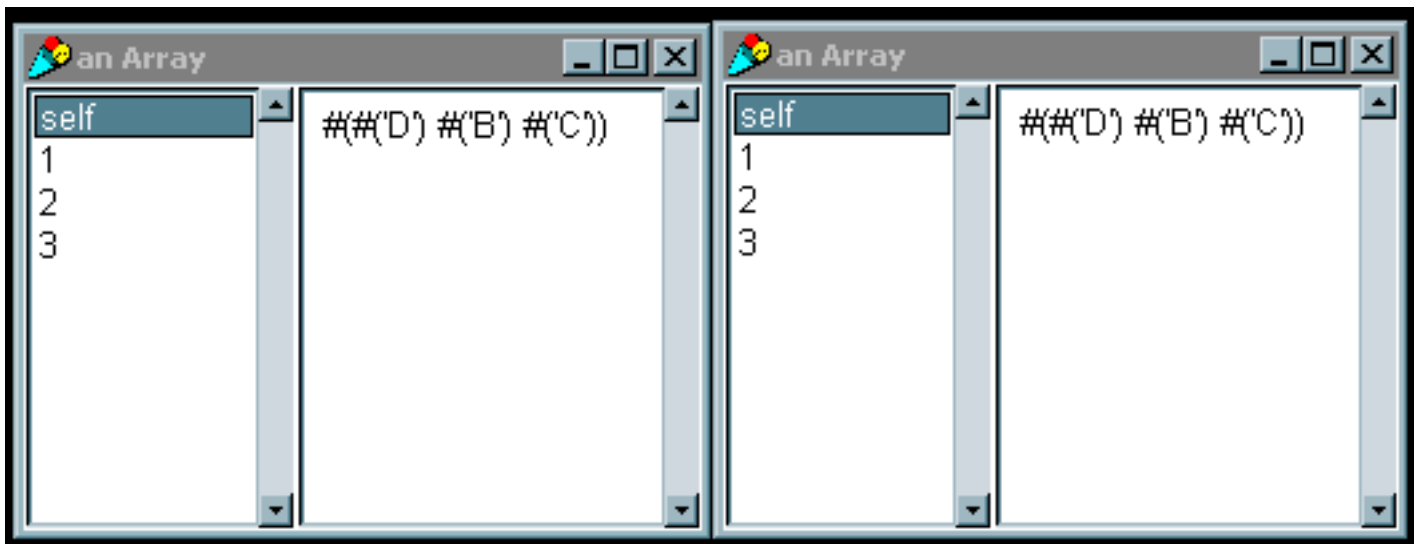 an Array
self
1
2
3
#(#('D') #('B') #('C'))
an Array
self
1
2
3
#(#('D') #('B') #('C'))